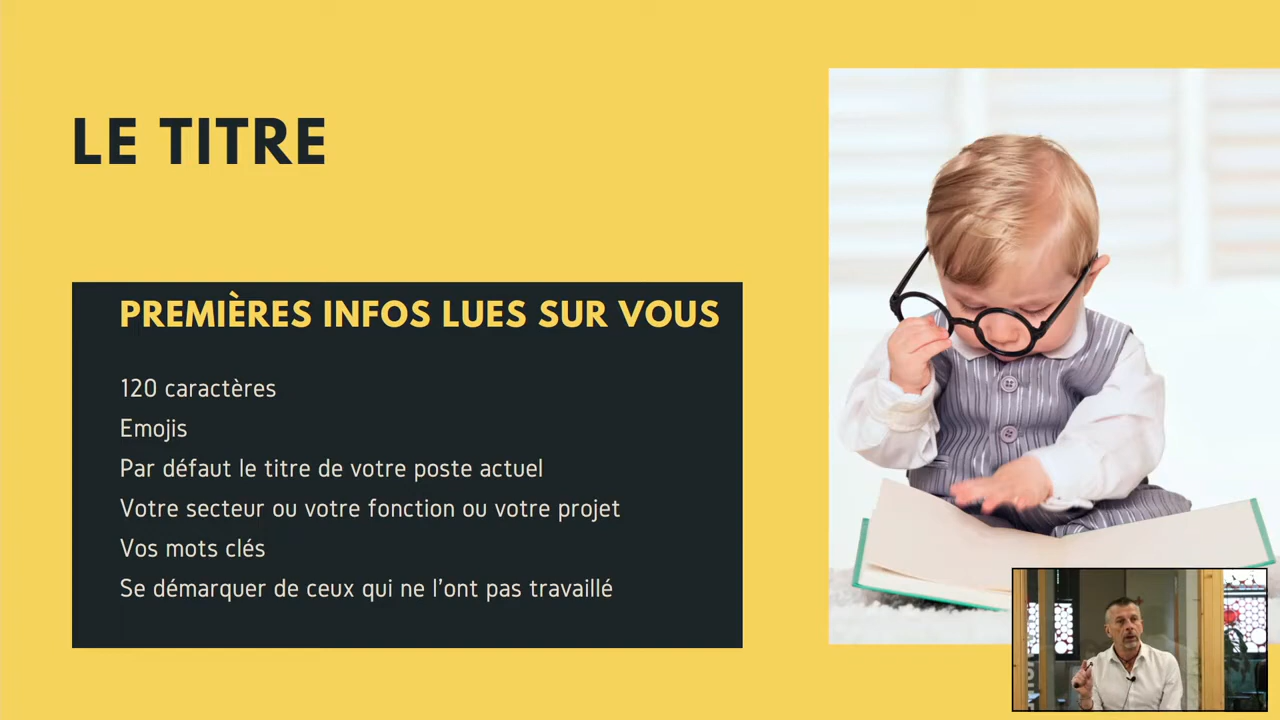 LE TITRE
PREMIÈRES INFOS LUES SUR VOUS
120 caractères
Emojis
Par défaut le titre de votre poste actuel
Votre secteur ou votre fonction ou votre projet
Vos mots clés
Se démarquer de ceux qui ne l'ont pas travaillé